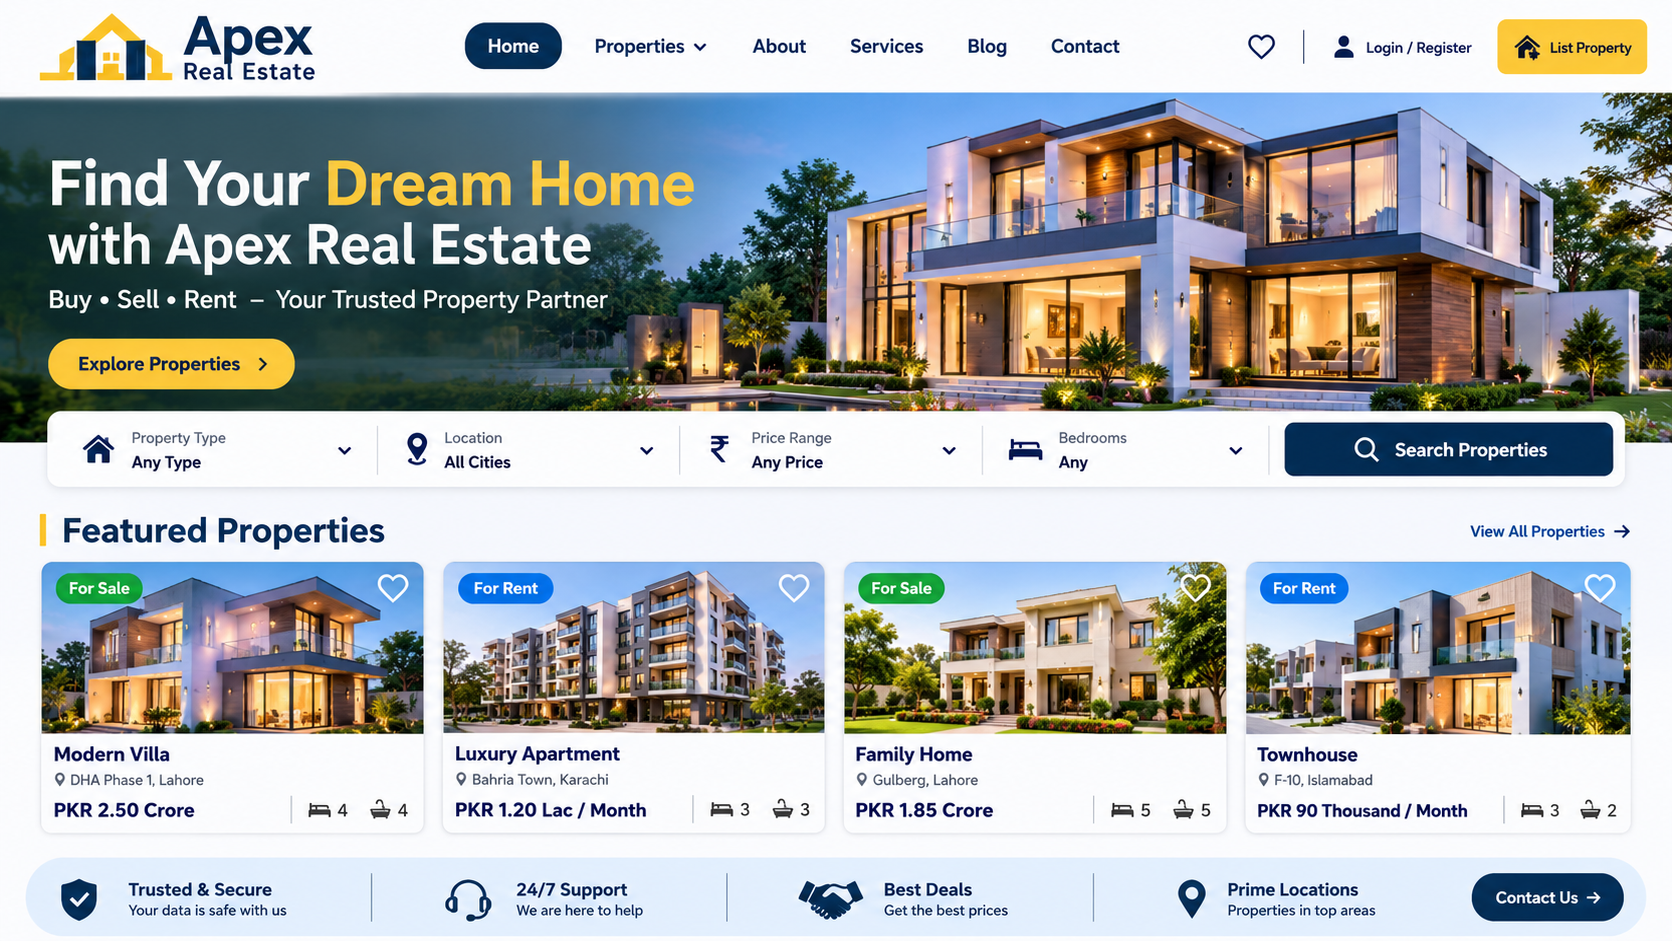 Apex
Real Estate
Home
Properties
About
Services
Blog
Contact
Login / Register
List Property
Find Your Dream Home
with Apex Real Estate
Buy • Sell • Rent – Your Trusted Property Partner
Explore Properties
Property Type
Any Type
Location
All Cities
₹
Price Range
Any Price
Bedrooms
Any
Search Properties
Featured Properties
View All Properties →
For Sale
Modern Villa
DHA Phase 1, Lahore
PKR 2.50 Crore
4
4
For Rent
Luxury Apartment
Bahria Town, Karachi
PKR 1.20 Lac / Month
3
3
For Sale
Family Home
Gulberg, Lahore
PKR 1.85 Crore
5
5
For Rent
Townhouse
F-10, Islamabad
PKR 90 Thousand / Month
3
2
Trusted & Secure
Your data is safe with us
24/7 Support
We are here to help
Best Deals
Get the best prices
Prime Locations
Properties in top areas
Contact Us →